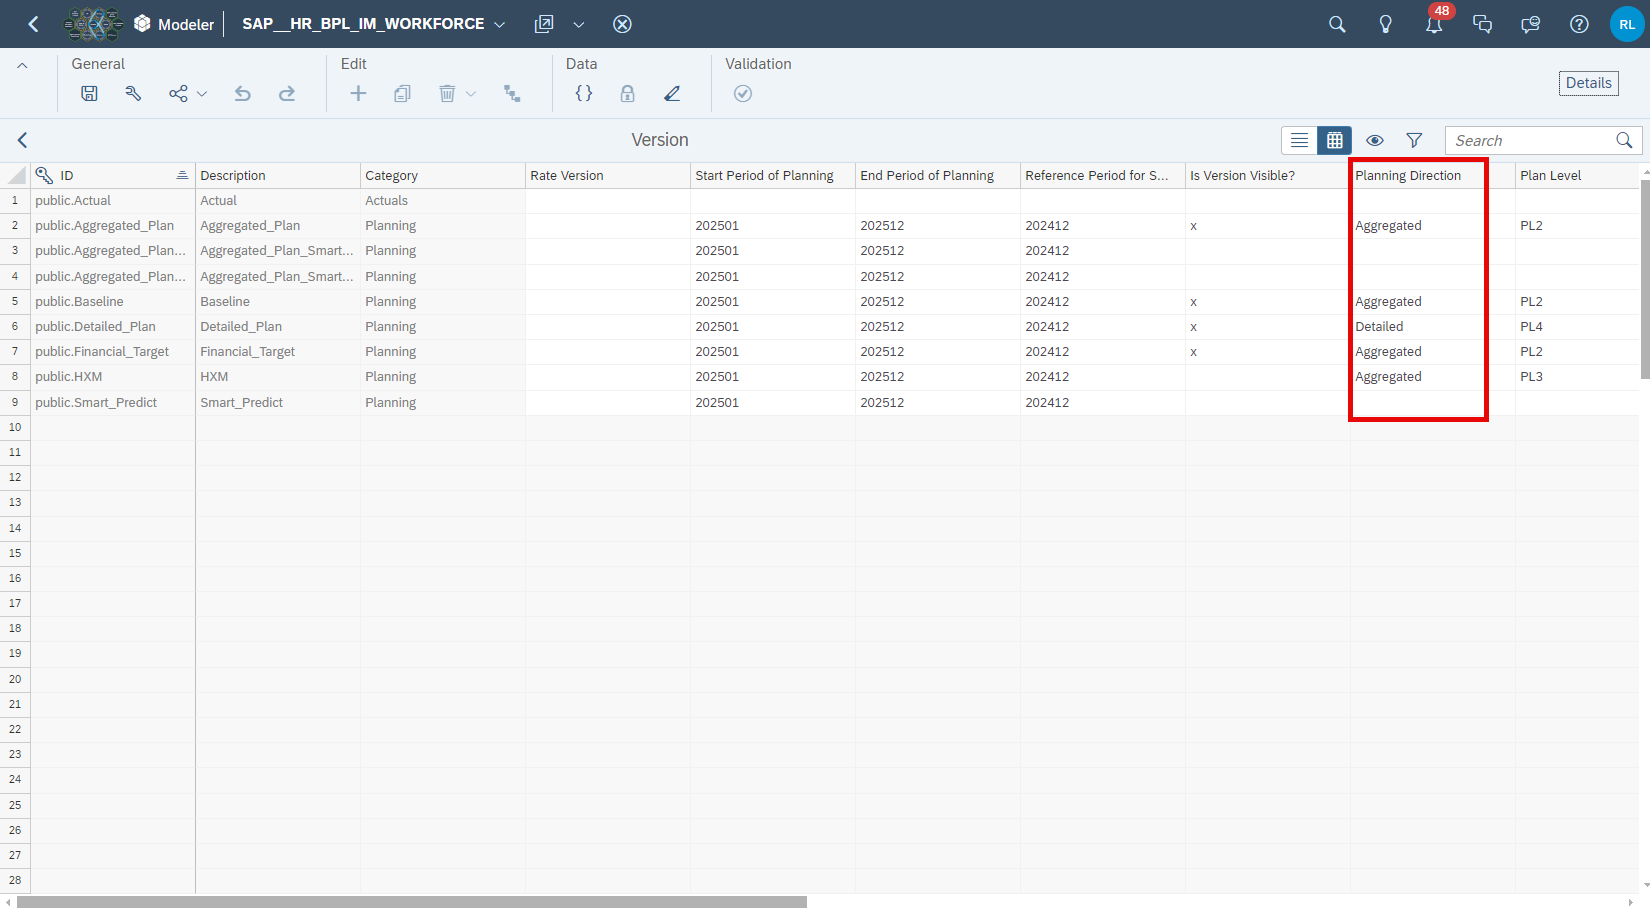 Modeler SAP__HR_BPL_IM_WORKFORCE 48 RL
General Edit Data Validation
Details
Version Search
ID Description Category Rate Version Start Period of Planning End Period of Planning Reference Period for S... Is Version Visible? Planning Direction Plan Level
1 public.Actual Actual Actuals
2 public.Aggregated_Plan Aggregated_Plan Planning 202501 202512 202412 x Aggregated PL2
3 public.Aggregated_Plan... Aggregated_Plan_Smart... Planning 202501 202512 202412
4 public.Aggregated_Plan... Aggregated_Plan_Smart... Planning 202501 202512 202412
5 public.Baseline Baseline Planning 202501 202512 202412 x Aggregated PL2
6 public.Detailed_Plan Detailed_Plan Planning 202501 202512 202412 x Detailed PL4
7 public.Financial_Target Financial_Target Planning 202501 202512 202412 x Aggregated PL2
8 public.HXM HXM Planning 202501 202512 202412 Aggregated PL3
9 public.Smart_Predict Smart_Predict Planning 202501 202512 202412
10
11
12
13
14
15
16
17
18
19
20
21
22
23
24
25
26
27
28